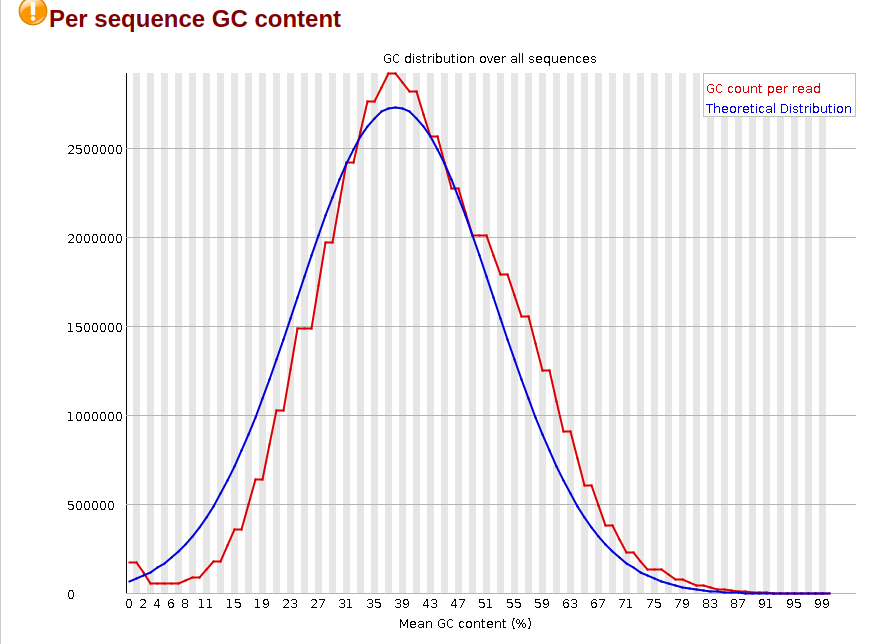 Per sequence GC content
GC distribution over all sequences
GC count per read
Theoretical Distribution
2500000
2000000
1500000
1000000
500000
0
0 2 4 6 8 11 15 19 23 27 31 35 39 43 47 51 55 59 63 67 71 75 79 83 87 91 95 99
Mean GC content (%)